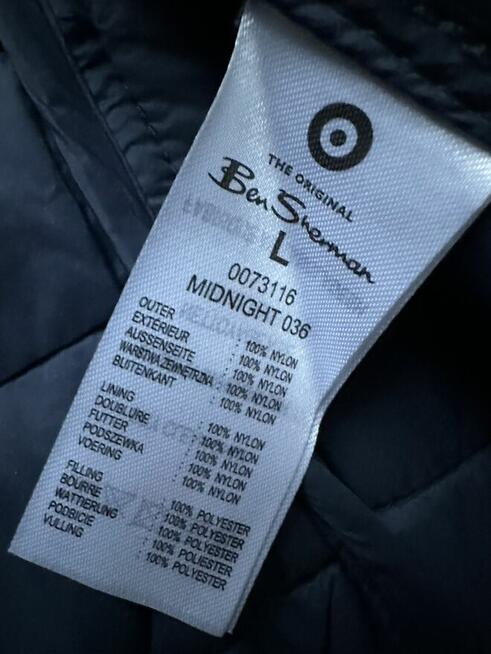 THE ORIGINAL
Ben Sherman
L
0073116
MIDNIGHT 036
OUTER : 100% NYLON
EXTERIEUR : 100% NYLON
AUSSENSEITE : 100% NYLON
WARSTWA ZEWNETRZNA : 100% NYLON
BUITENKANT : 100% NYLON
LINING : 100% NYLON
DOUBLURE : 100% NYLON
FUTTER : 100% NYLON
PODSZEWKA : 100% NYLON
VOERING : 100% NYLON
FILLING : 100% POLYESTER
BOURRE : 100% POLYESTER
WATTIERUNG : 100% POLYESTER
PODBICIE : 100% POLIESTER
VULLING : 100% POLYESTER